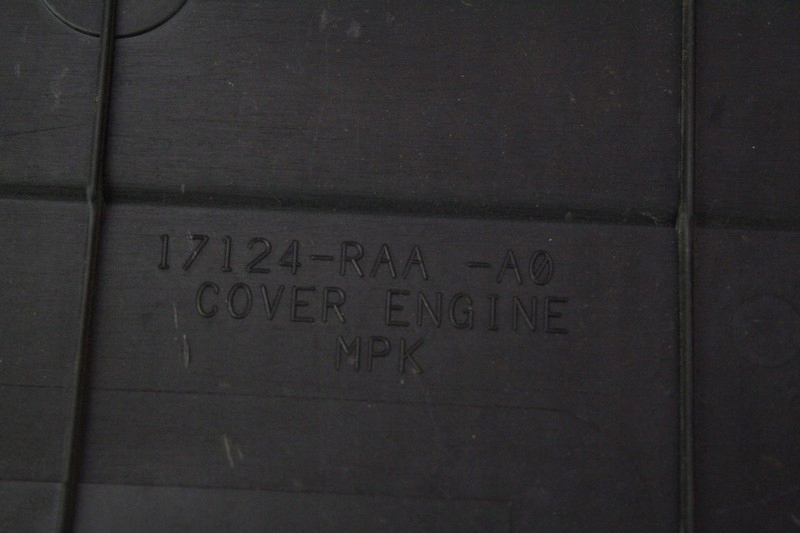 17124-RAA -A0
COVER ENGINE
MPK